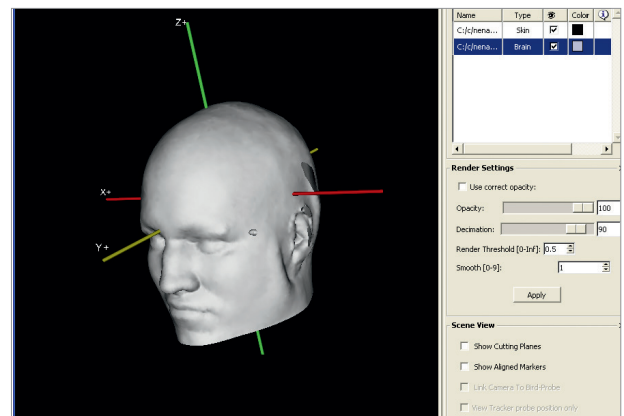 Z+
X+
Y+
Name Type Color
C:/c/nena... Skin
C:/c/nena... Brain
Render Settings
Use correct opacity:
Opacity: 100
Decimation: 90
Render Threshold [0-Inf]: 0.5
Smooth [0-9]: 1
Apply
Scene View
Show Cutting Planes
Show Aligned Markers
Link Camera To Bird-Probe
View Tracker probe position only